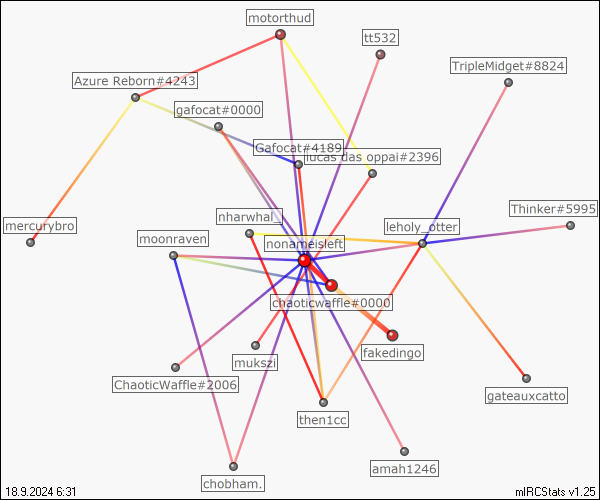 motorthud
tt532
TripleMidget#8824
Azure Reborn#4243
gafocat#0000
Gafocat#4189
lucas das oppai#2396
Thinker#5995
nharwhal_
leholy_otter
mercurybro
moonraven
nonameisleft
chaoticwaffle#0000
fakedingo
mukszi
ChaoticWaffle#2006
gateauxcatto
then1cc
amah1246
chobham.
18.9.2024 6:31
mIRCStats v1.25